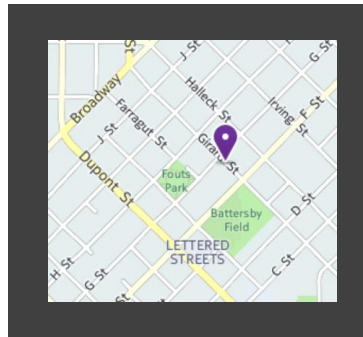 St
J St
G St
Broadway
Halleck St
Irving St
F St
Farragut St
J St
Girard St
Dupont St
Fouts
Park
Battersby
Field
D St
LETTERED
STREETS
H St
G St
C St